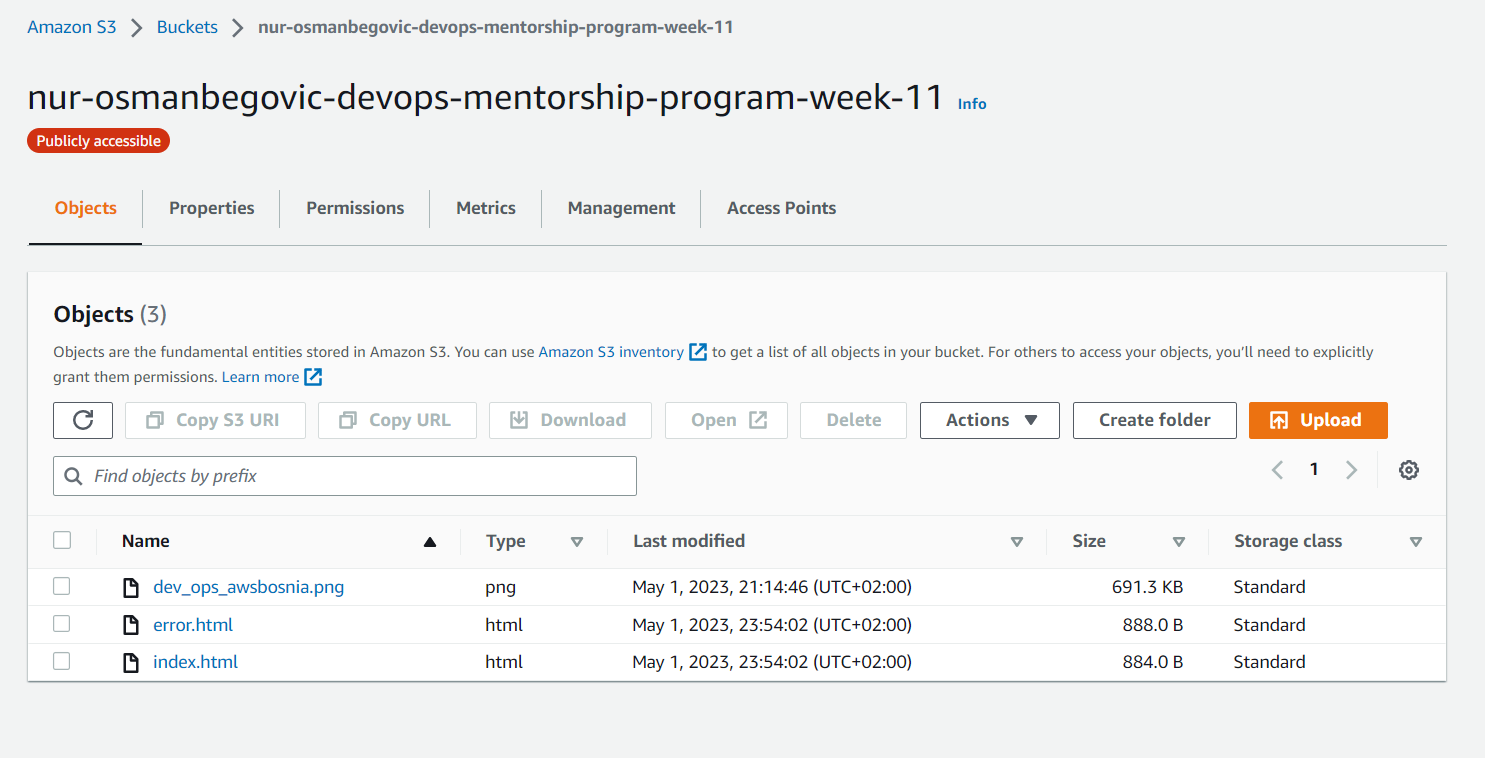 Amazon S3 > Buckets > nur-osmanbegovic-devops-mentorship-program-week-11
nur-osmanbegovic-devops-mentorship-program-week-11 Info
Publicly accessible
Objects Properties Permissions Metrics Management Access Points
Objects (3)
Objects are the fundamental entities stored in Amazon S3. You can use Amazon S3 inventory to get a list of all objects in your bucket. For others to access your objects, you’ll need to explicitly
grant them permissions. Learn more
Copy S3 URI Copy URL Download Open Delete Actions Create folder Upload
Find objects by prefix 1
Name Type Last modified Size Storage class
dev_ops_awsbosnia.png png May 1, 2023, 21:14:46 (UTC+02:00) 691.3 KB Standard
error.html html May 1, 2023, 23:54:02 (UTC+02:00) 888.0 B Standard
index.html html May 1, 2023, 23:54:02 (UTC+02:00) 884.0 B Standard